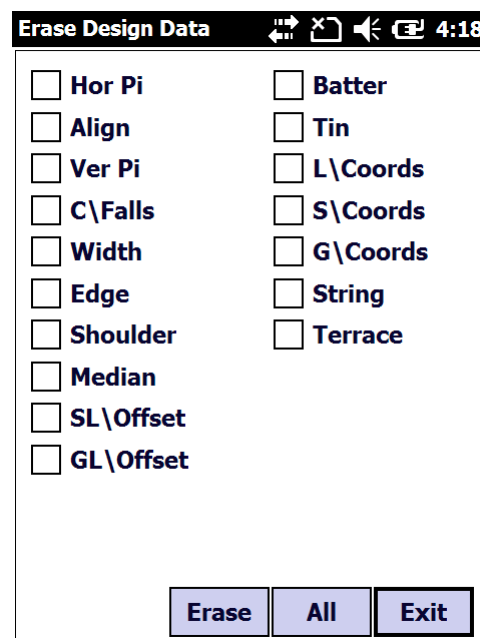 Erase Design Data 4:18
Hor Pi
Align
Ver Pi
C\Falls
Width
Edge
Shoulder
Median
SL\Offset
GL\Offset
Batter
Tin
L\Coords
S\Coords
G\Coords
String
Terrace
Erase All Exit